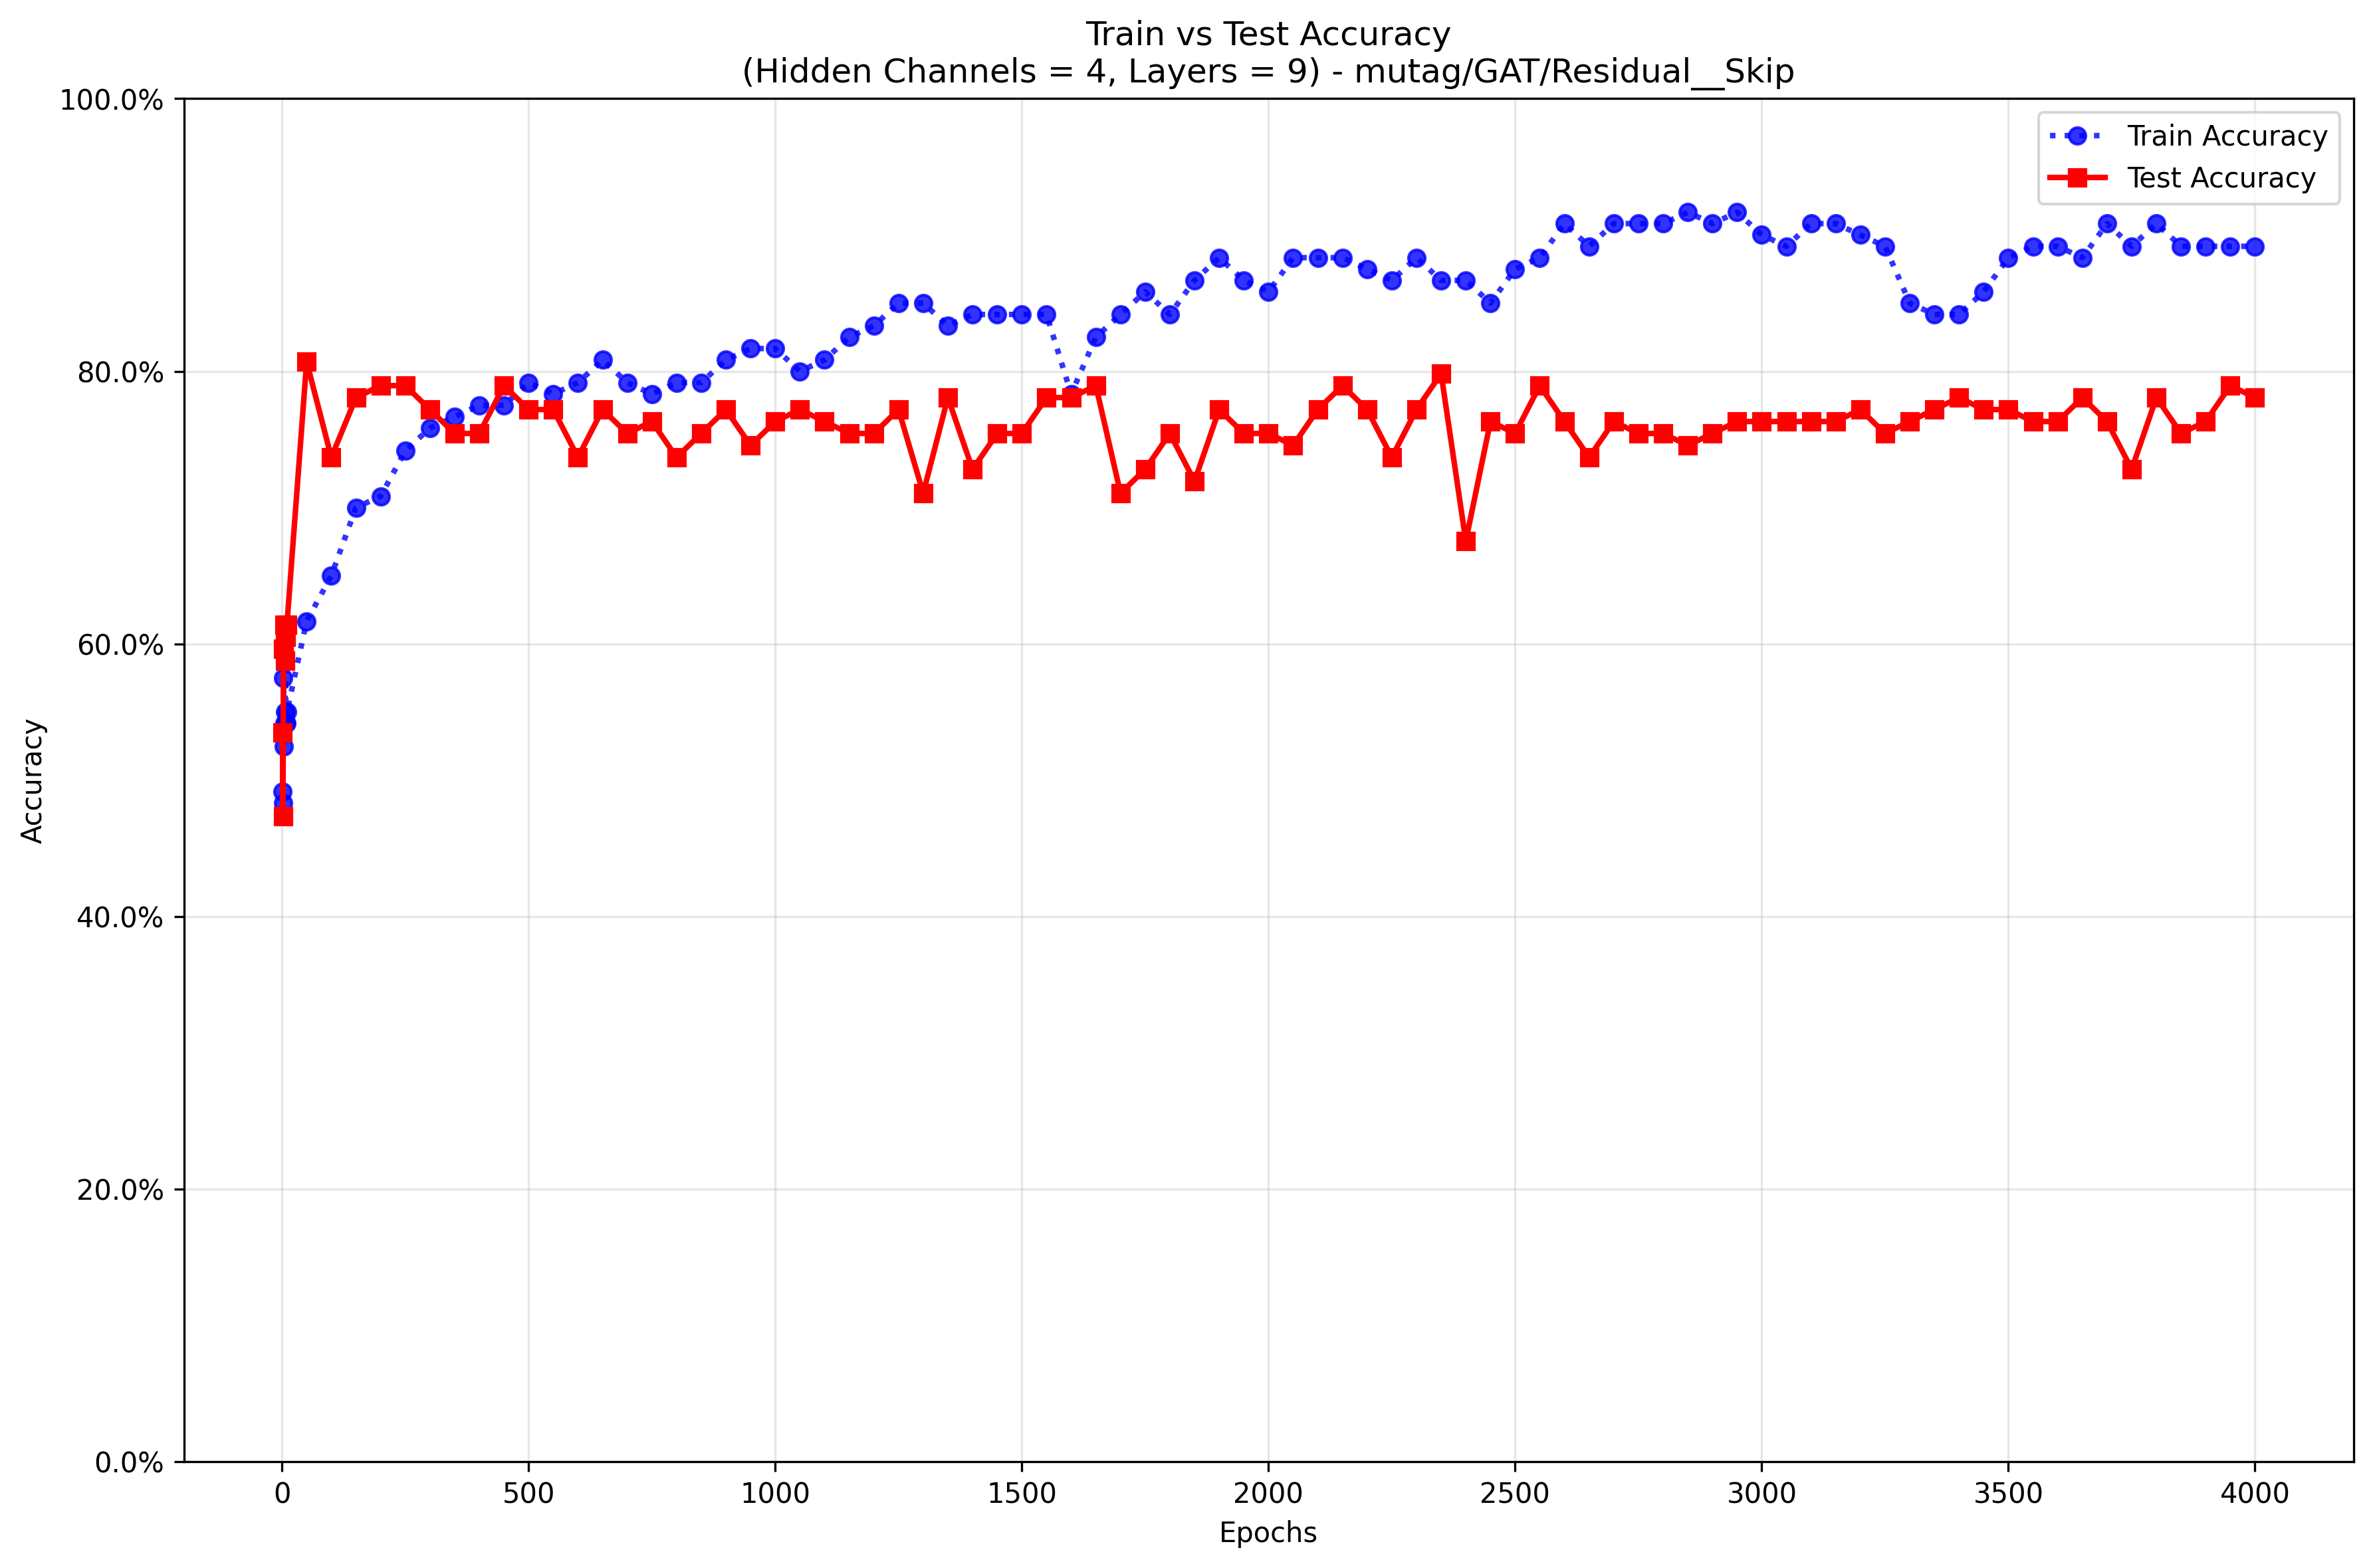 Train vs Test Accuracy
(Hidden Channels = 4, Layers = 9) - mutag/GAT/Residual__Skip
100.0%
80.0%
60.0%
40.0%
20.0%
0.0%
Accuracy
Train Accuracy
Test Accuracy
0 500 1000 1500 2000 2500 3000 3500 4000
Epochs